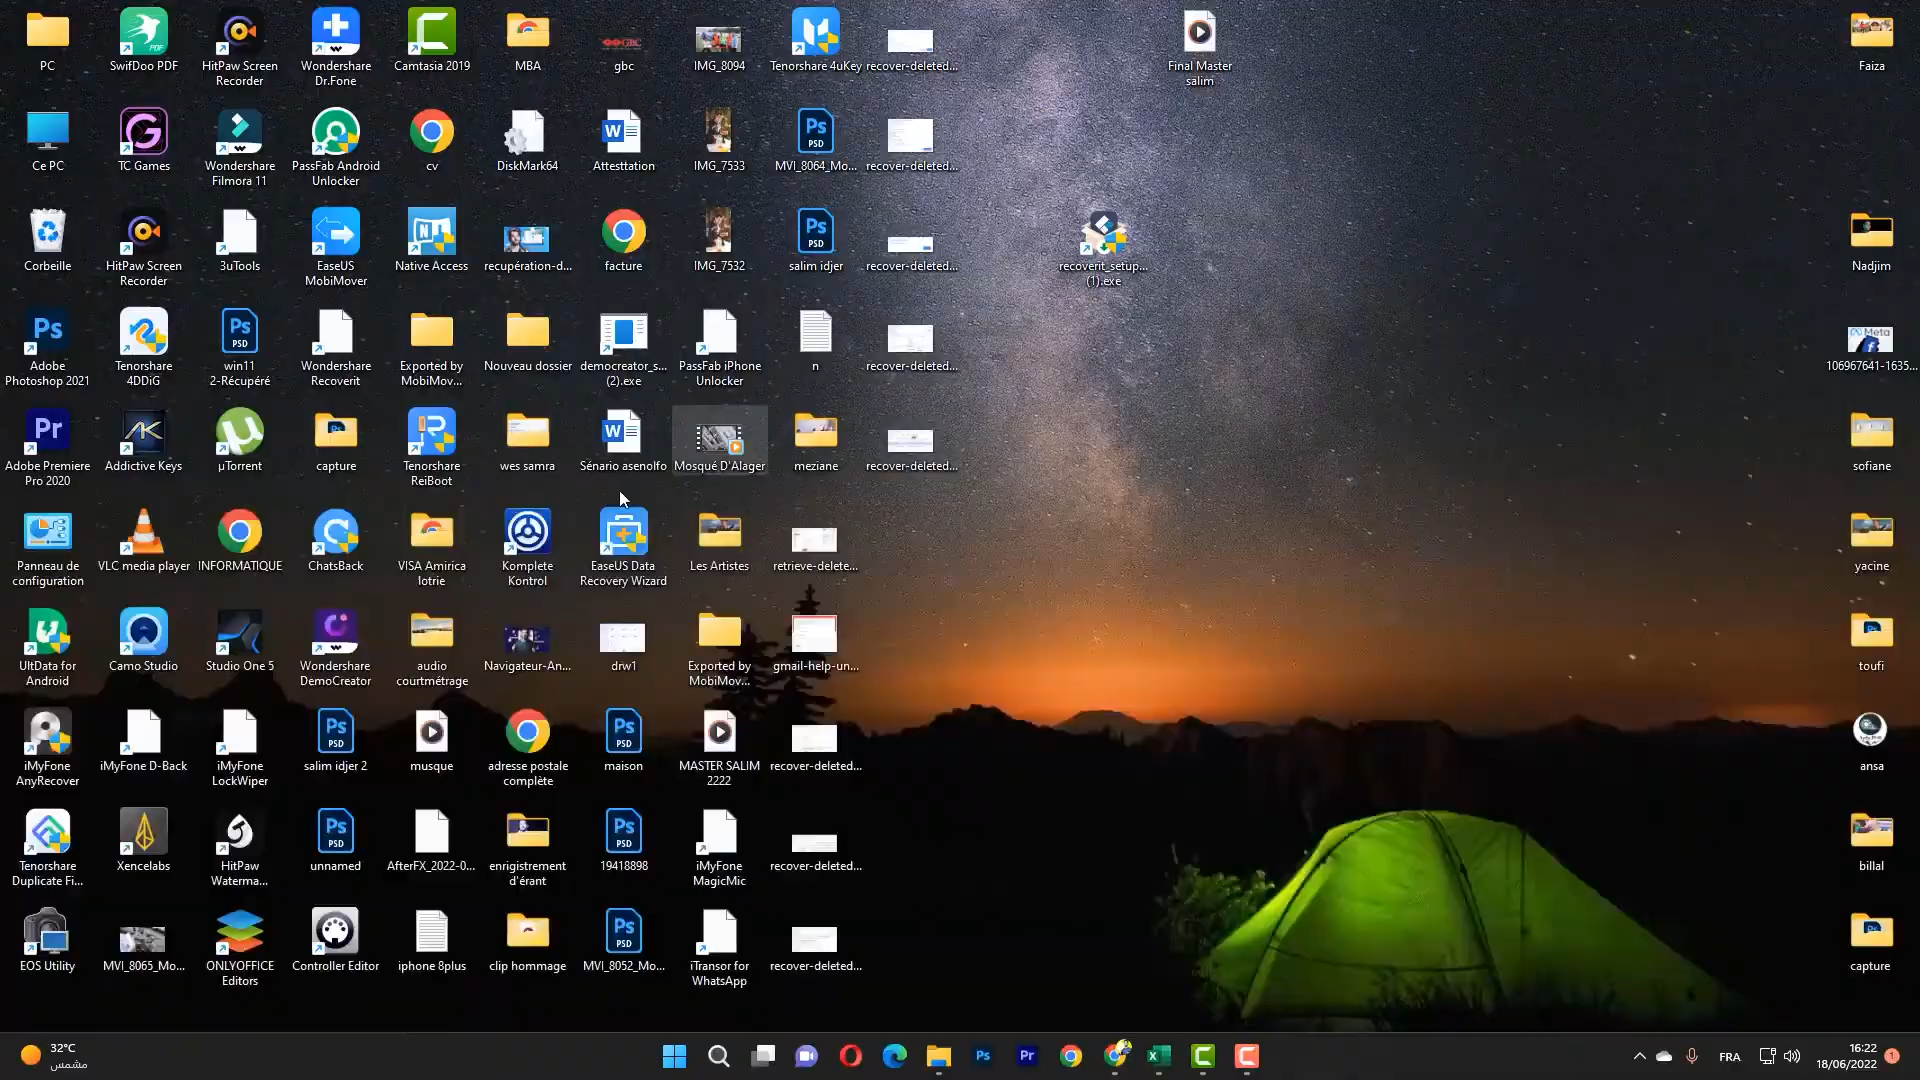 PC
SwifDoo PDF
HitPaw Screen
Recorder
Wondershare
Dr.Fone
Camtasia 2019
MBA
gbc
IMG_8094
Tenorshare 4uKey
recover-deleted...
Final Master
salim
Faiza
Ce PC
TC Games
Wondershare
Filmora 11
PassFab Android
Unlocker
cv
DiskMark64
Attesttation
IMG_7533
MVI_8064_Mo...
recover-deleted...
Corbeille
HitPaw Screen
Recorder
3uTools
EaseUS
MobiMover
Native Access
recupération-d...
facture
IMG_7532
salim idjer
recover-deleted...
recoverit_setup...
(1).exe
Nadjim
Adobe
Photoshop 2021
Tenorshare
4DDiG
win11
2-Récupéré
Wondershare
Recoverit
Exported by
MobiMov...
Nouveau dossier
democreator_s...
(2).exe
PassFab iPhone
Unlocker
n
recover-deleted...
106967641-1635...
Adobe Premiere
Pro 2020
Addictive Keys
µTorrent
capture
Tenorshare
ReiBoot
wes samra
Sénario asenolfo
Mosqué D'Alager
meziane
recover-deleted...
sofiane
Panneau de
configuration
VLC media player
INFORMATIQUE
ChatsBack
VISA Amirica
lotrie
Komplete
Kontrol
EaseUS Data
Recovery Wizard
Les Artistes
retrieve-delete...
yacine
UltData for
Android
Camo Studio
Studio One 5
Wondershare
DemoCreator
audio
courtmétrage
Navigateur-An...
drw1
Exported by
MobiMov...
gmail-help-un...
toufi
iMyFone
AnyRecover
iMyFone D-Back
iMyFone
LockWiper
salim idjer 2
musque
adresse postale
complète
maison
MASTER SALIM
2222
recover-deleted...
ansa
Tenorshare
Duplicate Fi...
Xencelabs
HitPaw
Waterma...
unnamed
AfterFX_2022-0...
enrigistrement
d'érant
19418898
iMyFone
MagicMic
recover-deleted...
billal
EOS Utility
MVI_8065_Mo...
ONLYOFFICE
Editors
Controller Editor
iphone 8plus
clip hommage
MVI_8052_Mo...
iTransor for
WhatsApp
recover-deleted...
capture
32°C
مشمس
FRA
16:22
18/06/2022
1